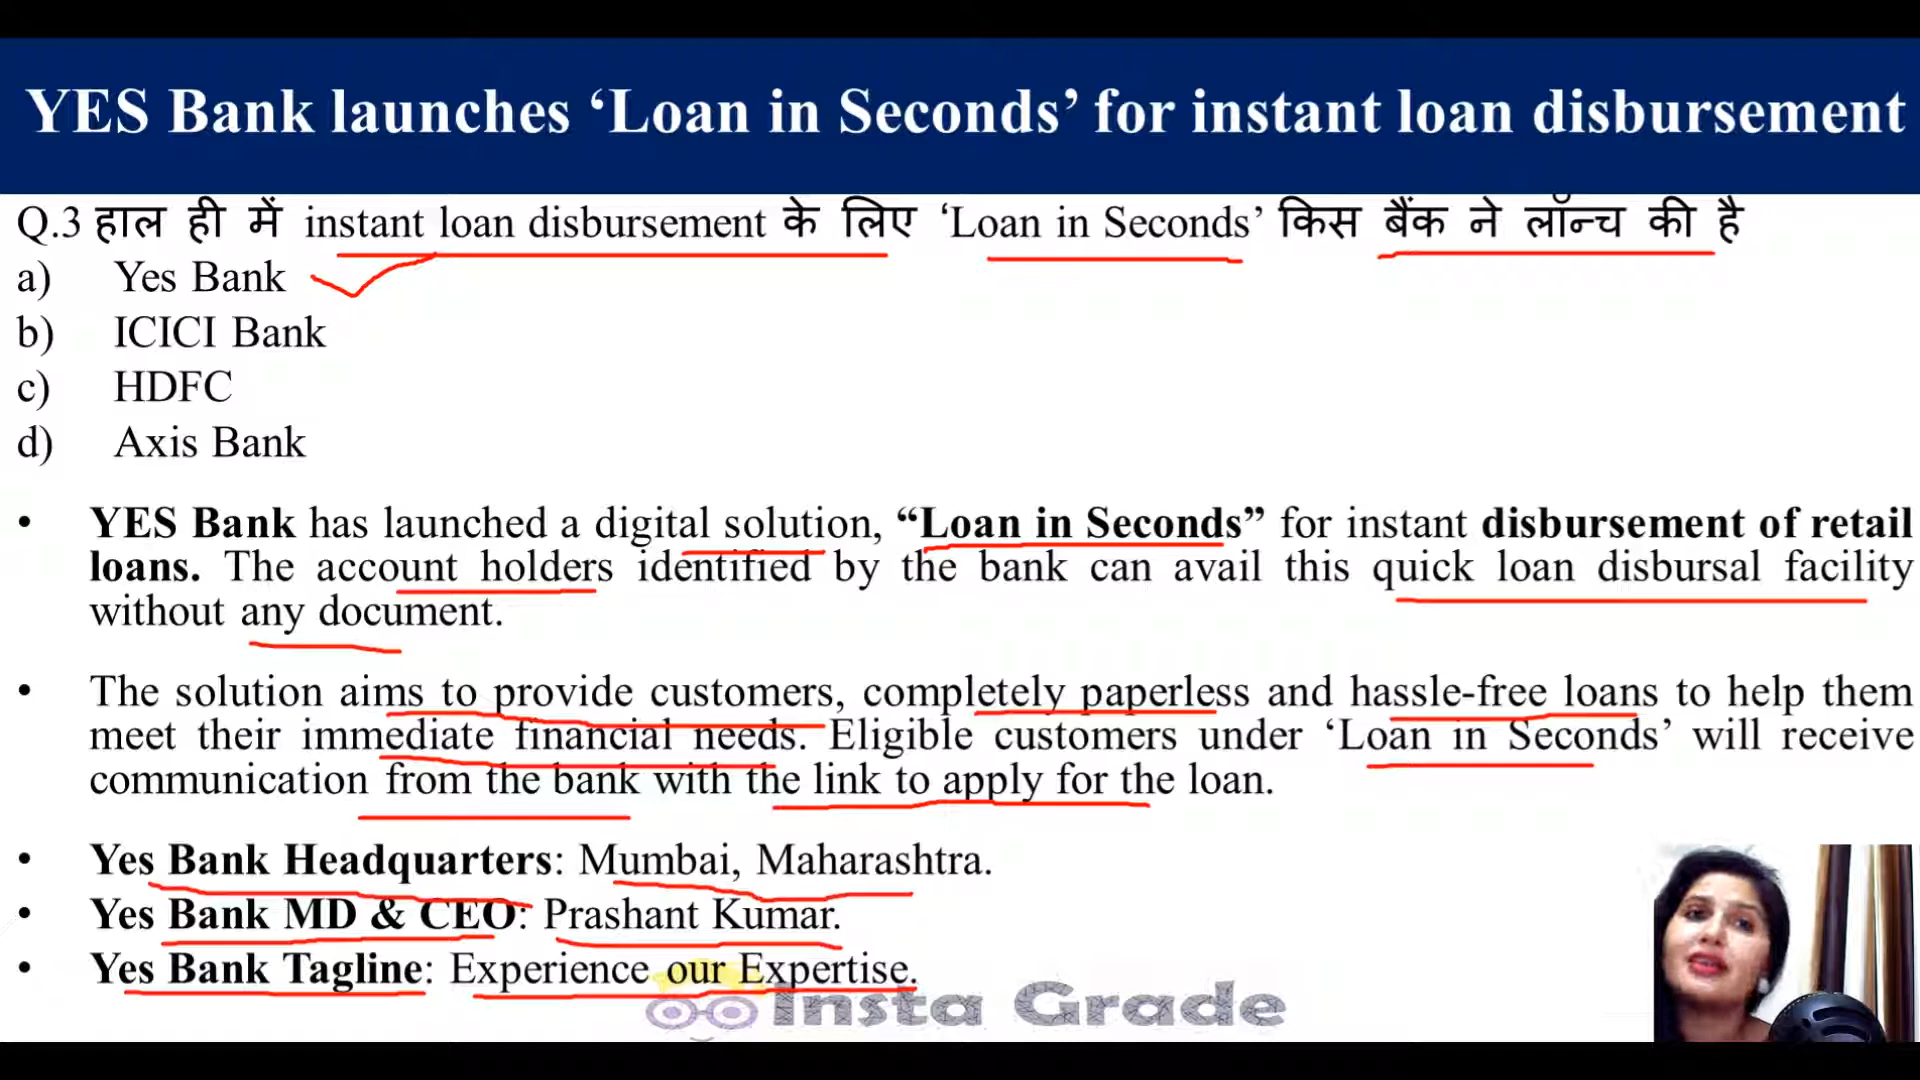 YES Bank launches ‘Loan in Seconds’ for instant loan disbursement
Q.3 हाल ही में instant loan disbursement के लिए ‘Loan in Seconds’ किस बैंक ने लॉन्च की है
a) Yes Bank
b) ICICI Bank
c) HDFC
d) Axis Bank
• YES Bank has launched a digital solution, “Loan in Seconds” for instant disbursement of retail
loans. The account holders identified by the bank can avail this quick loan disbursal facility
without any document.
• The solution aims to provide customers, completely paperless and hassle-free loans to help them
meet their immediate financial needs. Eligible customers under ‘Loan in Seconds’ will receive
communication from the bank with the link to apply for the loan.
• Yes Bank Headquarters: Mumbai, Maharashtra.
• Yes Bank MD & CEO: Prashant Kumar.
• Yes Bank Tagline: Experience our Expertise.
Insta Grade